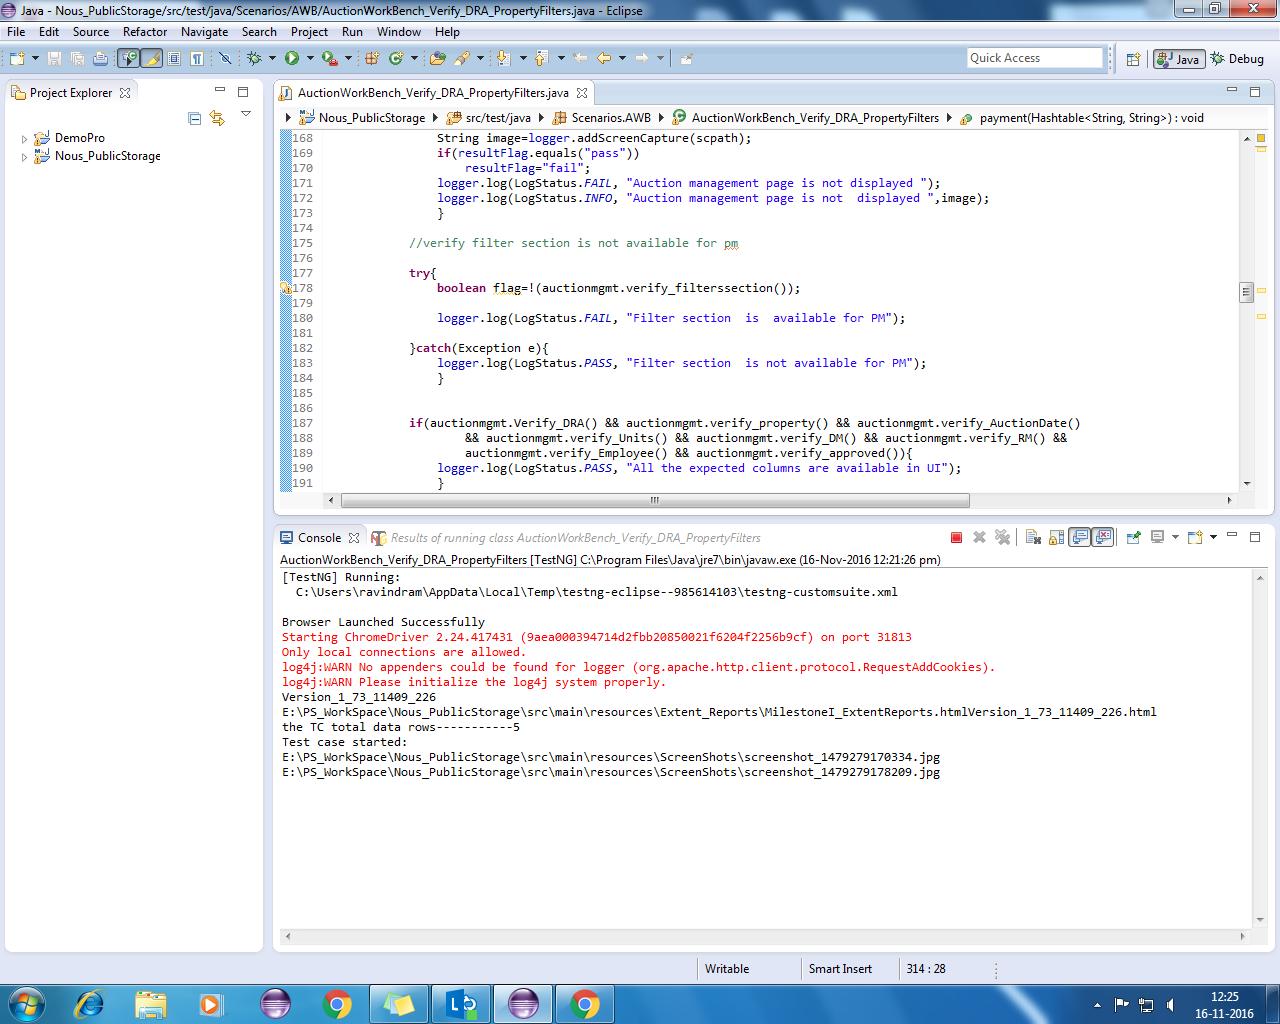 Java - Nous_PublicStorage/src/test/java/Scenarios/AWB/AuctionWorkBench_Verify_DRA_PropertyFilters.java - Eclipse
File Edit Source Refactor Navigate Search Project Run Window Help
Quick Access
Java
Debug
Project Explorer
DemoPro
Nous_PublicStorage
AuctionWorkBench_Verify_DRA_PropertyFilters.java
Nous_PublicStorage src/test/java Scenarios.AWB AuctionWorkBench_Verify_DRA_PropertyFilters payment(Hashtable<String, String>) : void
168 String image=logger.addScreenCapture(scpath);
169 if(resultFlag.equals("pass"))
170 resultFlag="fail";
171 logger.log(LogStatus.FAIL, "Auction management page is not displayed ");
172 logger.log(LogStatus.INFO, "Auction management page is not  displayed ",image);
173 }
174
175 //verify filter section is not available for pm
176
177 try{
178 boolean flag=!(auctionmgmt.verify_filterssection());
179
180 logger.log(LogStatus.FAIL, "Filter section  is  available for PM");
181
182 }catch(Exception e){
183 logger.log(LogStatus.PASS, "Filter section  is not available for PM");
184 }
185
186
187 if(auctionmgmt.Verify_DRA() && auctionmgmt.verify_property() && auctionmgmt.verify_AuctionDate()
188 && auctionmgmt.verify_Units() && auctionmgmt.verify_DM() && auctionmgmt.verify_RM() &&
189 auctionmgmt.verify_Employee() && auctionmgmt.verify_approved()){
190 logger.log(LogStatus.PASS, "All the expected columns are available in UI");
191 }
Console
Results of running class AuctionWorkBench_Verify_DRA_PropertyFilters
AuctionWorkBench_Verify_DRA_PropertyFilters [TestNG] C:\Program Files\Java\jre7\bin\javaw.exe (16-Nov-2016 12:21:26 pm)
[TestNG] Running:
C:\Users\ravindram\AppData\Local\Temp\testng-eclipse--985614103\testng-customsuite.xml
Browser Launched Successfully
Starting ChromeDriver 2.24.417431 (9aea000394714d2fbb20850021f6204f2256b9cf) on port 31813
Only local connections are allowed.
log4j:WARN No appenders could be found for logger (org.apache.http.client.protocol.RequestAddCookies).
log4j:WARN Please initialize the log4j system properly.
Version_1_73_11409_226
E:\PS_WorkSpace\Nous_PublicStorage\src\main\resources\Extent_Reports\MilestoneI_ExtentReports.htmlVersion_1_73_11409_226.html
the TC total data rows-----------5
Test case started:
E:\PS_WorkSpace\Nous_PublicStorage\src\main\resources\ScreenShots\screenshot_1479279170334.jpg
E:\PS_WorkSpace\Nous_PublicStorage\src\main\resources\ScreenShots\screenshot_1479279178209.jpg
Writable
Smart Insert
314 : 28
12:25
16-11-2016